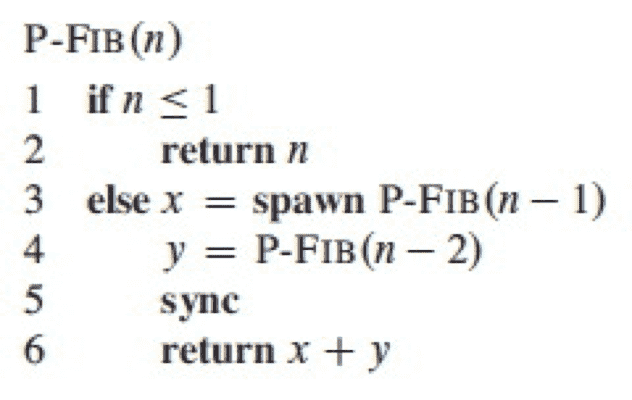 P-FIB(n)
1 if n ≤ 1
2 return n
3 else x = spawn P-FIB(n − 1)
4 y = P-FIB(n − 2)
5 sync
6 return x + y